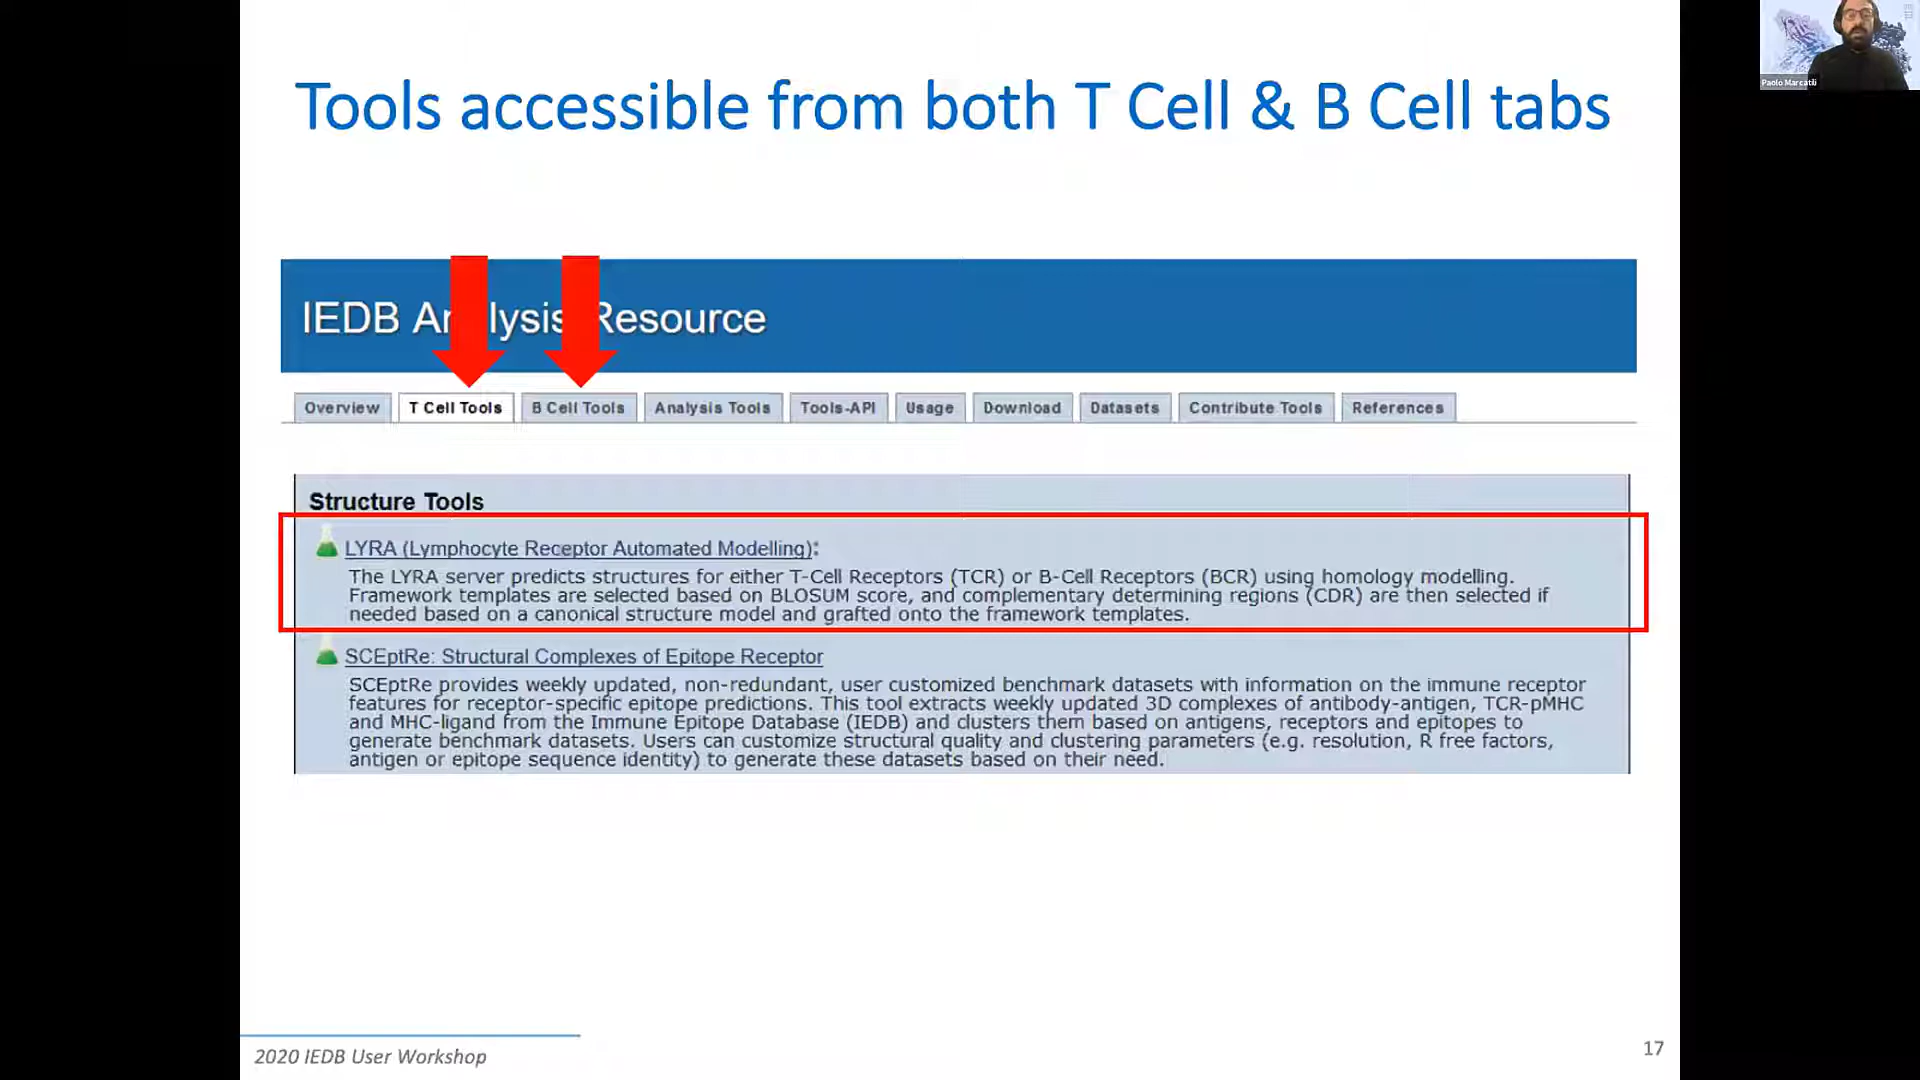 Paolo Marcatili
Tools accessible from both T Cell & B Cell tabs
IEDB Analysis Resource
Overview T Cell Tools B Cell Tools Analysis Tools Tools-API Usage Download Datasets Contribute Tools References
Structure Tools
LYRA (Lymphocyte Receptor Automated Modelling):
The LYRA server predicts structures for either T-Cell Receptors (TCR) or B-Cell Receptors (BCR) using homology modelling.
Framework templates are selected based on BLOSUM score, and complementary determining regions (CDR) are then selected if
needed based on a canonical structure model and grafted onto the framework templates.
SCEptRe: Structural Complexes of Epitope Receptor
SCEptRe provides weekly updated, non-redundant, user customized benchmark datasets with information on the immune receptor
features for receptor-specific epitope predictions. This tool extracts weekly updated 3D complexes of antibody-antigen, TCR-pMHC
and MHC-ligand from the Immune Epitope Database (IEDB) and clusters them based on antigens, receptors and epitopes to
generate benchmark datasets. Users can customize structural quality and clustering parameters (e.g. resolution, R free factors,
antigen or epitope sequence identity) to generate these datasets based on their need.
2020 IEDB User Workshop
17